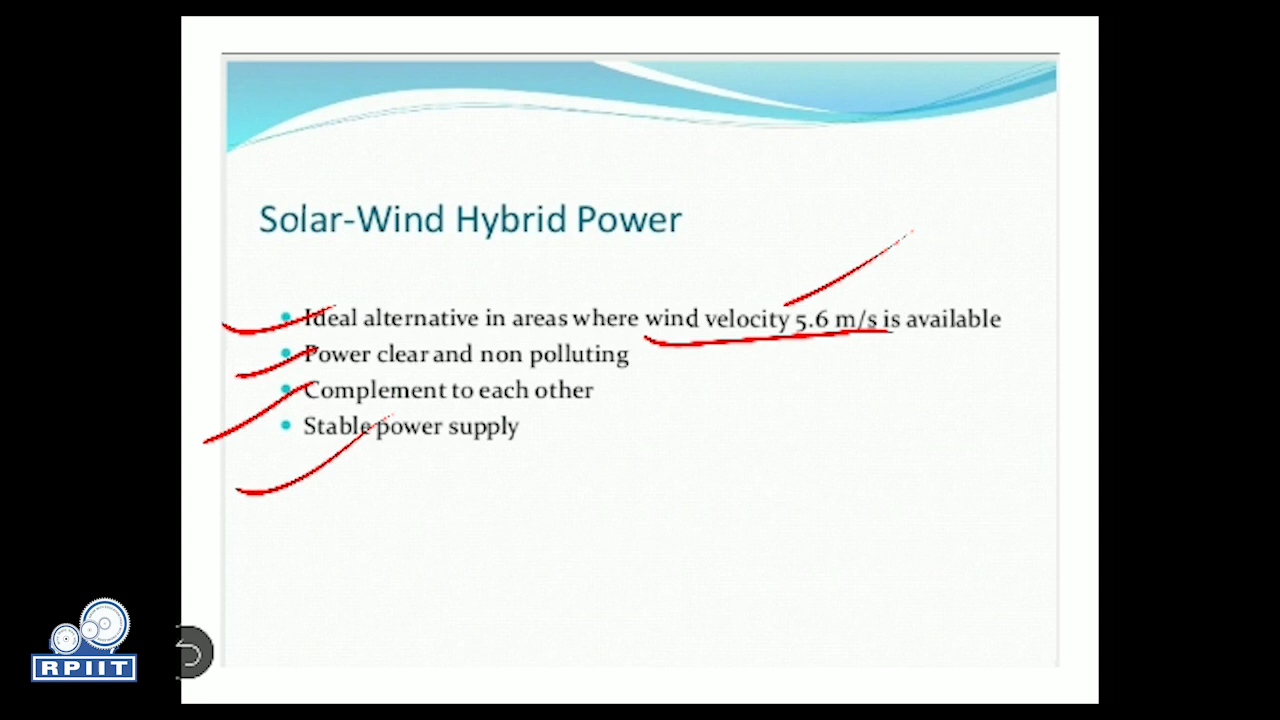 Solar-Wind Hybrid Power
• Ideal alternative in areas where wind velocity 5.6 m/s is available
• Power clear and non polluting
• Complement to each other
• Stable power supply
RPIIT